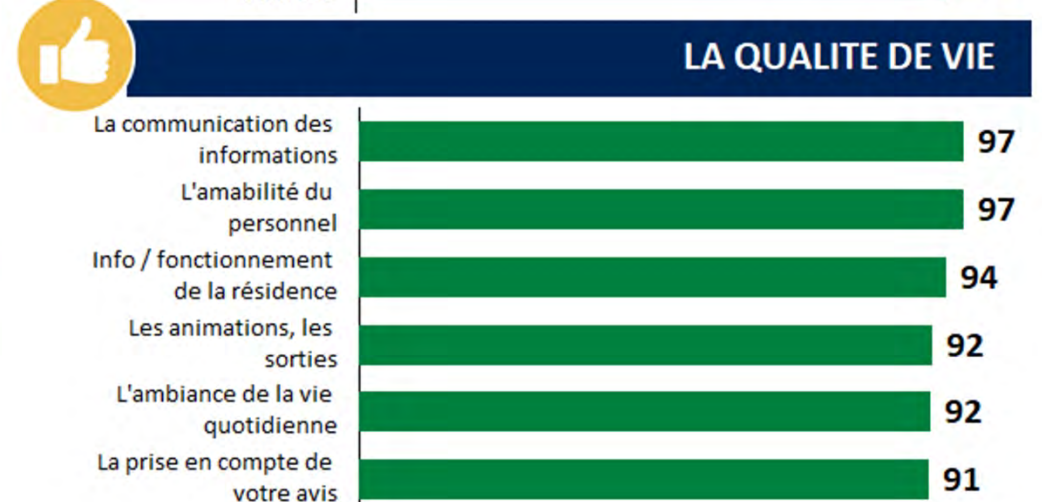 LA QUALITE DE VIE
La communication des
informations
97
L'amabilité du
personnel
97
Info / fonctionnement
de la résidence
94
Les animations, les
sorties
92
L'ambiance de la vie
quotidienne
92
La prise en compte de
votre avis
91